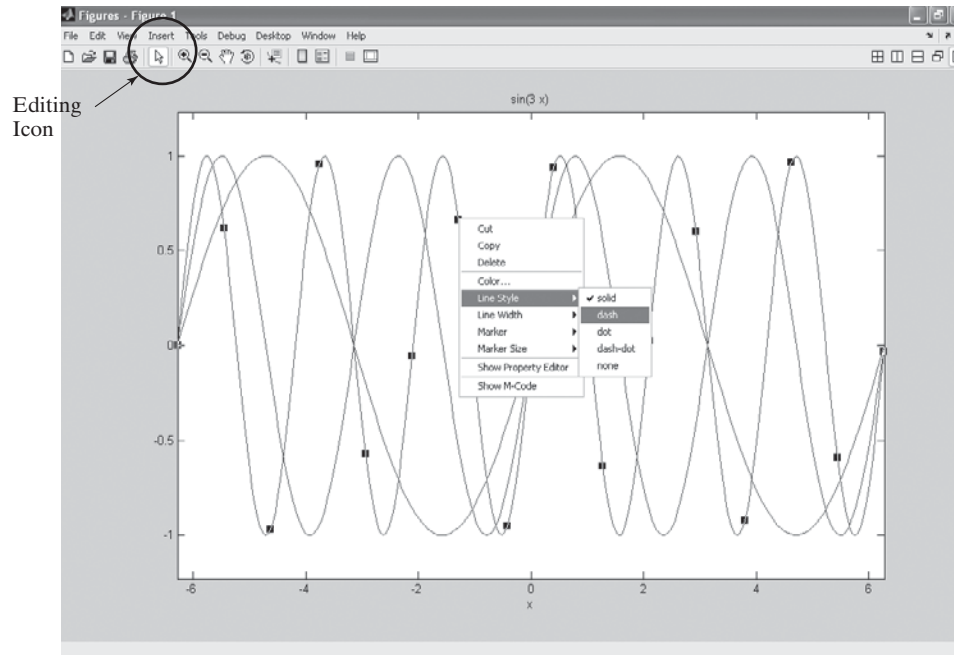 Figures - Figure 1
File Edit View Insert Tools Debug Desktop Window Help
Editing
Icon
sin(3 x)
1
0.5
0
-0.5
-1
-6 -4 -2 0 2 4 6
x
Cut
Copy
Delete
Color...
Line Style
Line Width
Marker
Marker Size
Show Property Editor
Show M-Code
solid
dash
dot
dash-dot
none